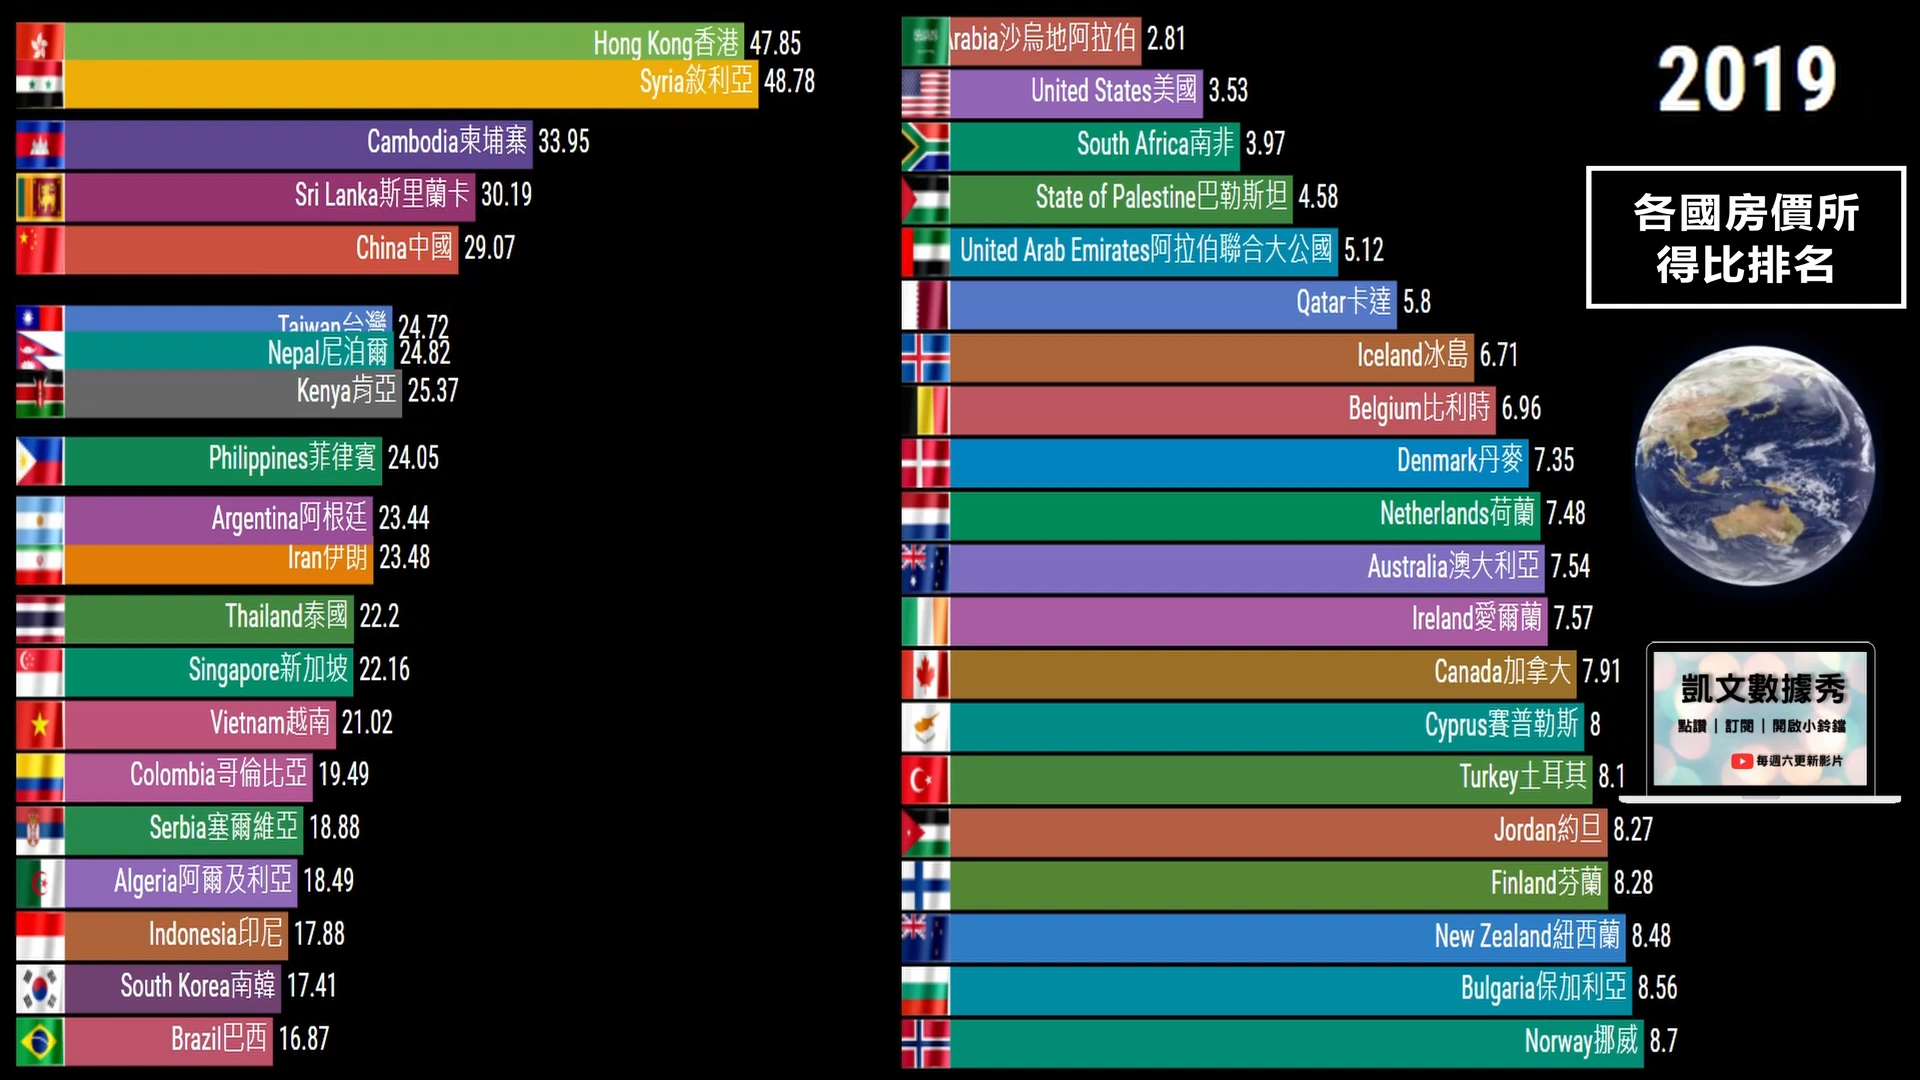 Hong Kong香港 47.85
Syria敘利亞 48.78
Cambodia柬埔寨 33.95
Sri Lanka斯里蘭卡 30.19
China中國 29.07
Taiwan台灣 24.72
Nepal尼泊爾 24.82
Kenya肯亞 25.37
Philippines菲律賓 24.05
Argentina阿根廷 23.44
Iran伊朗 23.48
Thailand泰國 22.2
Singapore新加坡 22.16
Vietnam越南 21.02
Colombia哥倫比亞 19.49
Serbia塞爾維亞 18.88
Algeria阿爾及利亞 18.49
Indonesia印尼 17.88
South Korea南韓 17.41
Brazil巴西 16.87
rabia沙烏地阿拉伯 2.81
United States美國 3.53
South Africa南非 3.97
State of Palestine巴勒斯坦 4.58
United Arab Emirates阿拉伯聯合大公國 5.12
Qatar卡達 5.8
Iceland冰島 6.71
Belgium比利時 6.96
Denmark丹麥 7.35
Netherlands荷蘭 7.48
Australia澳大利亞 7.54
Ireland愛爾蘭 7.57
Canada加拿大 7.91
Cyprus賽普勒斯 8
Turkey土耳其 8.1
Jordan約旦 8.27
Finland芬蘭 8.28
New Zealand紐西蘭 8.48
Bulgaria保加利亞 8.56
Norway挪威 8.7
2019
各國房價所
得比排名
凱文數據秀
點讚 | 訂閱 | 開啟小鈴鐺
每週六更新影片